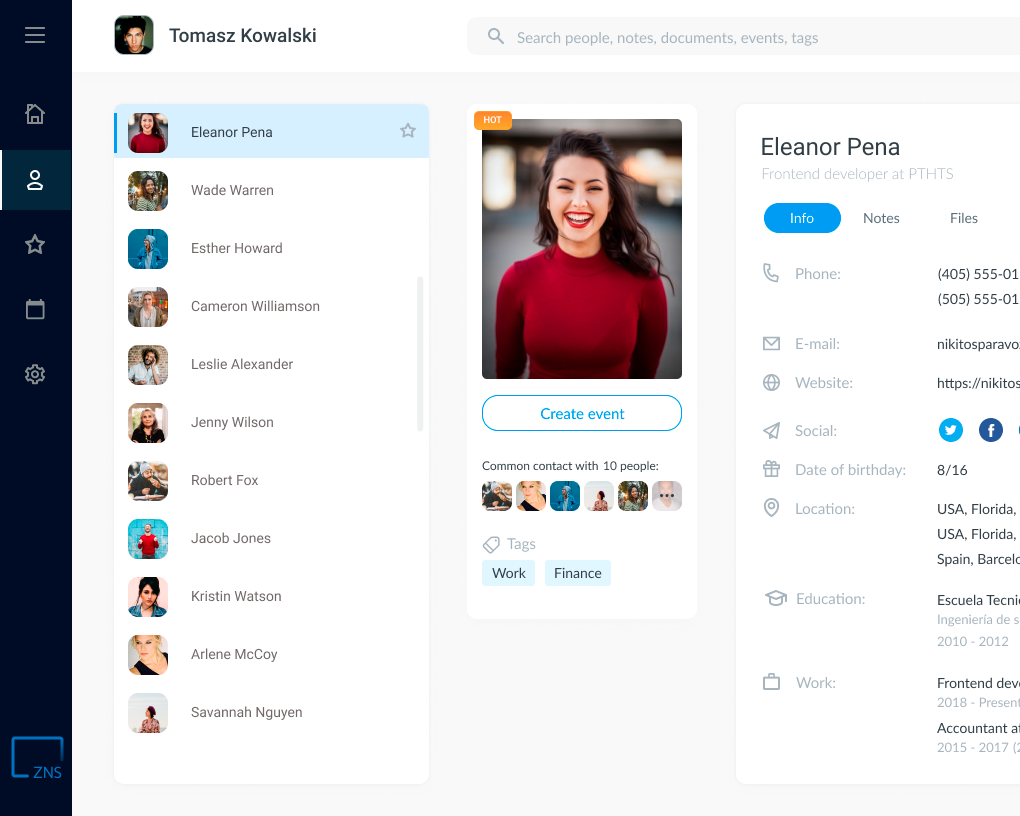 Tomasz Kowalski
Search people, notes, documents, events, tags
Eleanor Pena
Wade Warren
Esther Howard
Cameron Williamson
Leslie Alexander
Jenny Wilson
Robert Fox
Jacob Jones
Kristin Watson
Arlene McCoy
Savannah Nguyen
ZNS
HOT
Create event
Common contact with 10 people:
Tags
Work Finance
Eleanor Pena
Frontend developer at PTHTS
Info Notes Files
Phone: (405) 555-01
(505) 555-01
E-mail: nikitosparavoz
Website: https://nikitos
Social:
Date of birthday: 8/16
Location: USA, Florida,
USA, Florida,
Spain, Barcelo
Education: Escuela Tecni
Ingeniería de s
2010 - 2012
Work: Frontend deve
2018 - Present
Accountant at
2015 - 2017 (2